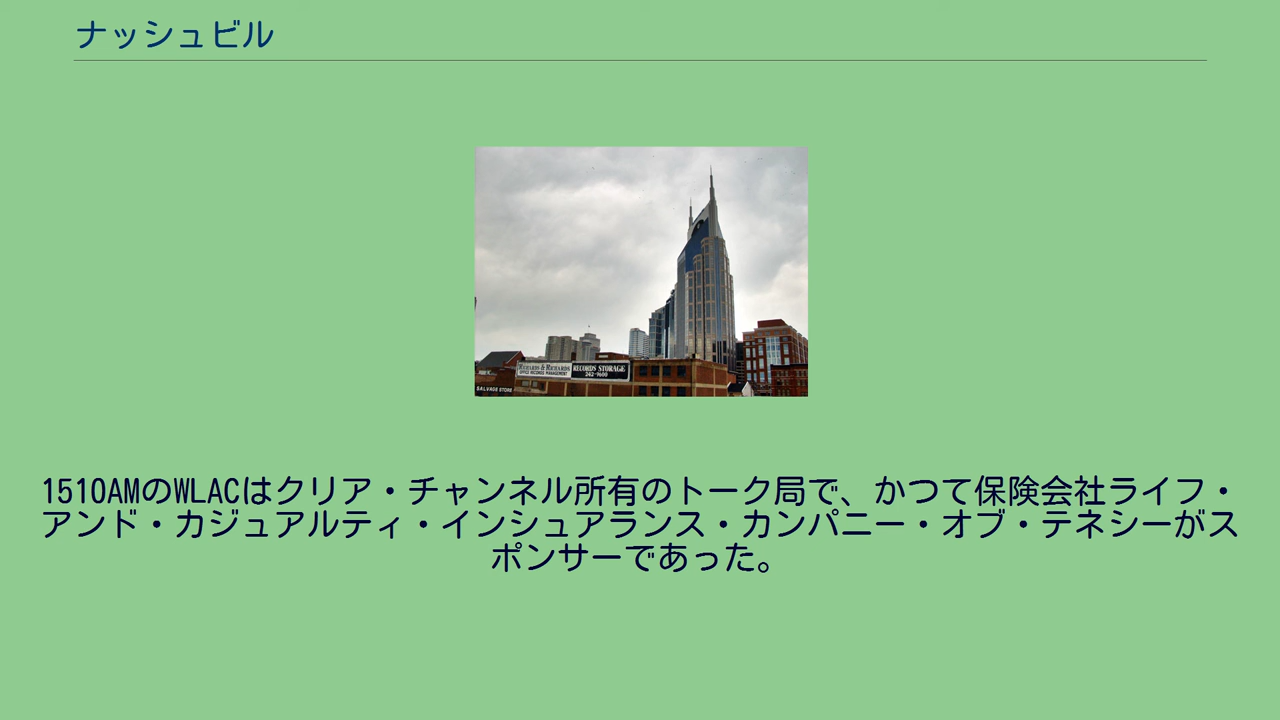 ナッシュビル
RICHARDS & RICHARDS
OFFICE RECORDS MANAGEMENT
RECORDS STORAGE
242-9600
SALVAGE STORE
1510AMのWLACはクリア・チャンネル所有のトーク局で、かつて保険会社ライフ・
アンド・カジュアルティ・インシュアランス・カンパニー・オブ・テネシーがス
ポンサーであった。